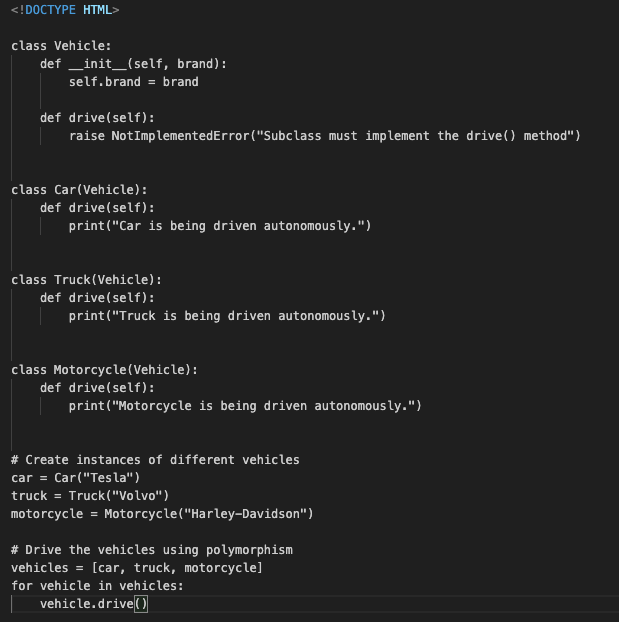 <!DOCTYPE HTML>
class Vehicle:
    def __init__(self, brand):
        self.brand = brand
    def drive(self):
        raise NotImplementedError("Subclass must implement the drive() method")
class Car(Vehicle):
    def drive(self):
        print("Car is being driven autonomously.")
class Truck(Vehicle):
    def drive(self):
        print("Truck is being driven autonomously.")
class Motorcycle(Vehicle):
    def drive(self):
        print("Motorcycle is being driven autonomously.")
# Create instances of different vehicles
car = Car("Tesla")
truck = Truck("Volvo")
motorcycle = Motorcycle("Harley-Davidson")
# Drive the vehicles using polymorphism
vehicles = [car, truck, motorcycle]
for vehicle in vehicles:
    vehicle.drive()